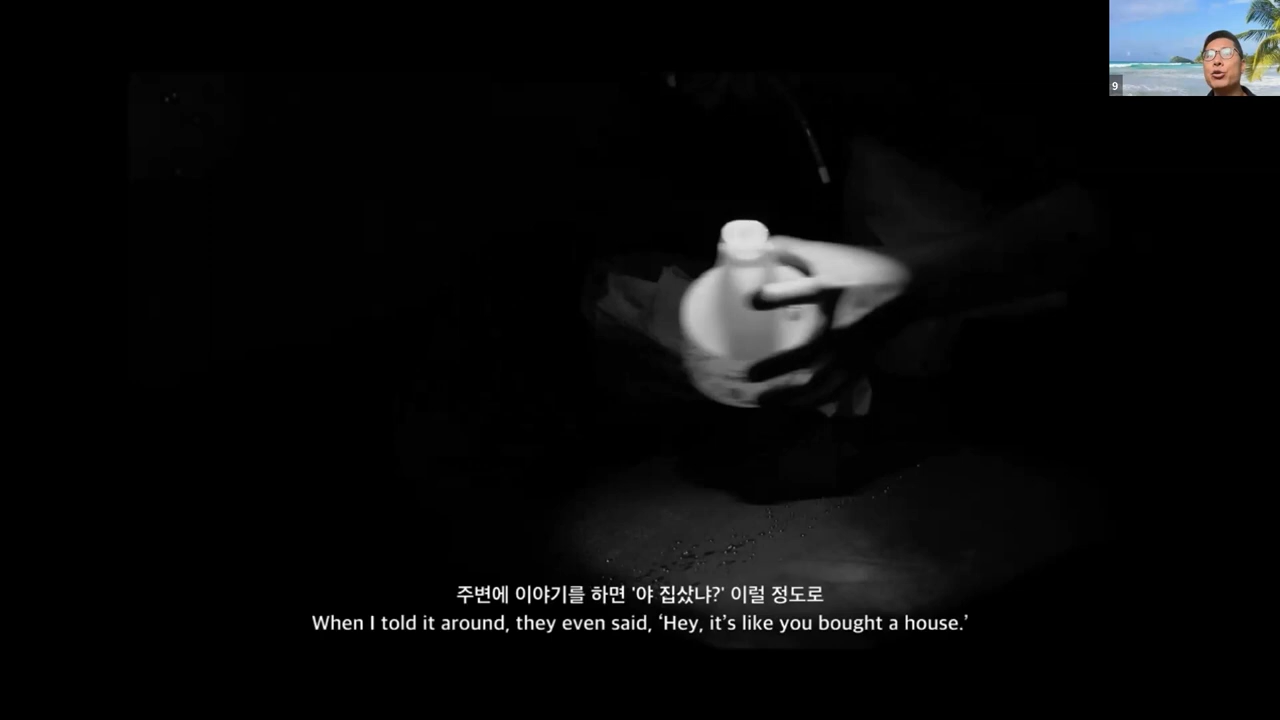 9
주변에 이야기를 하면 '야 집샀냐?' 이럴 정도로
When I told it around, they even said, ‘Hey, it’s like you bought a house.’